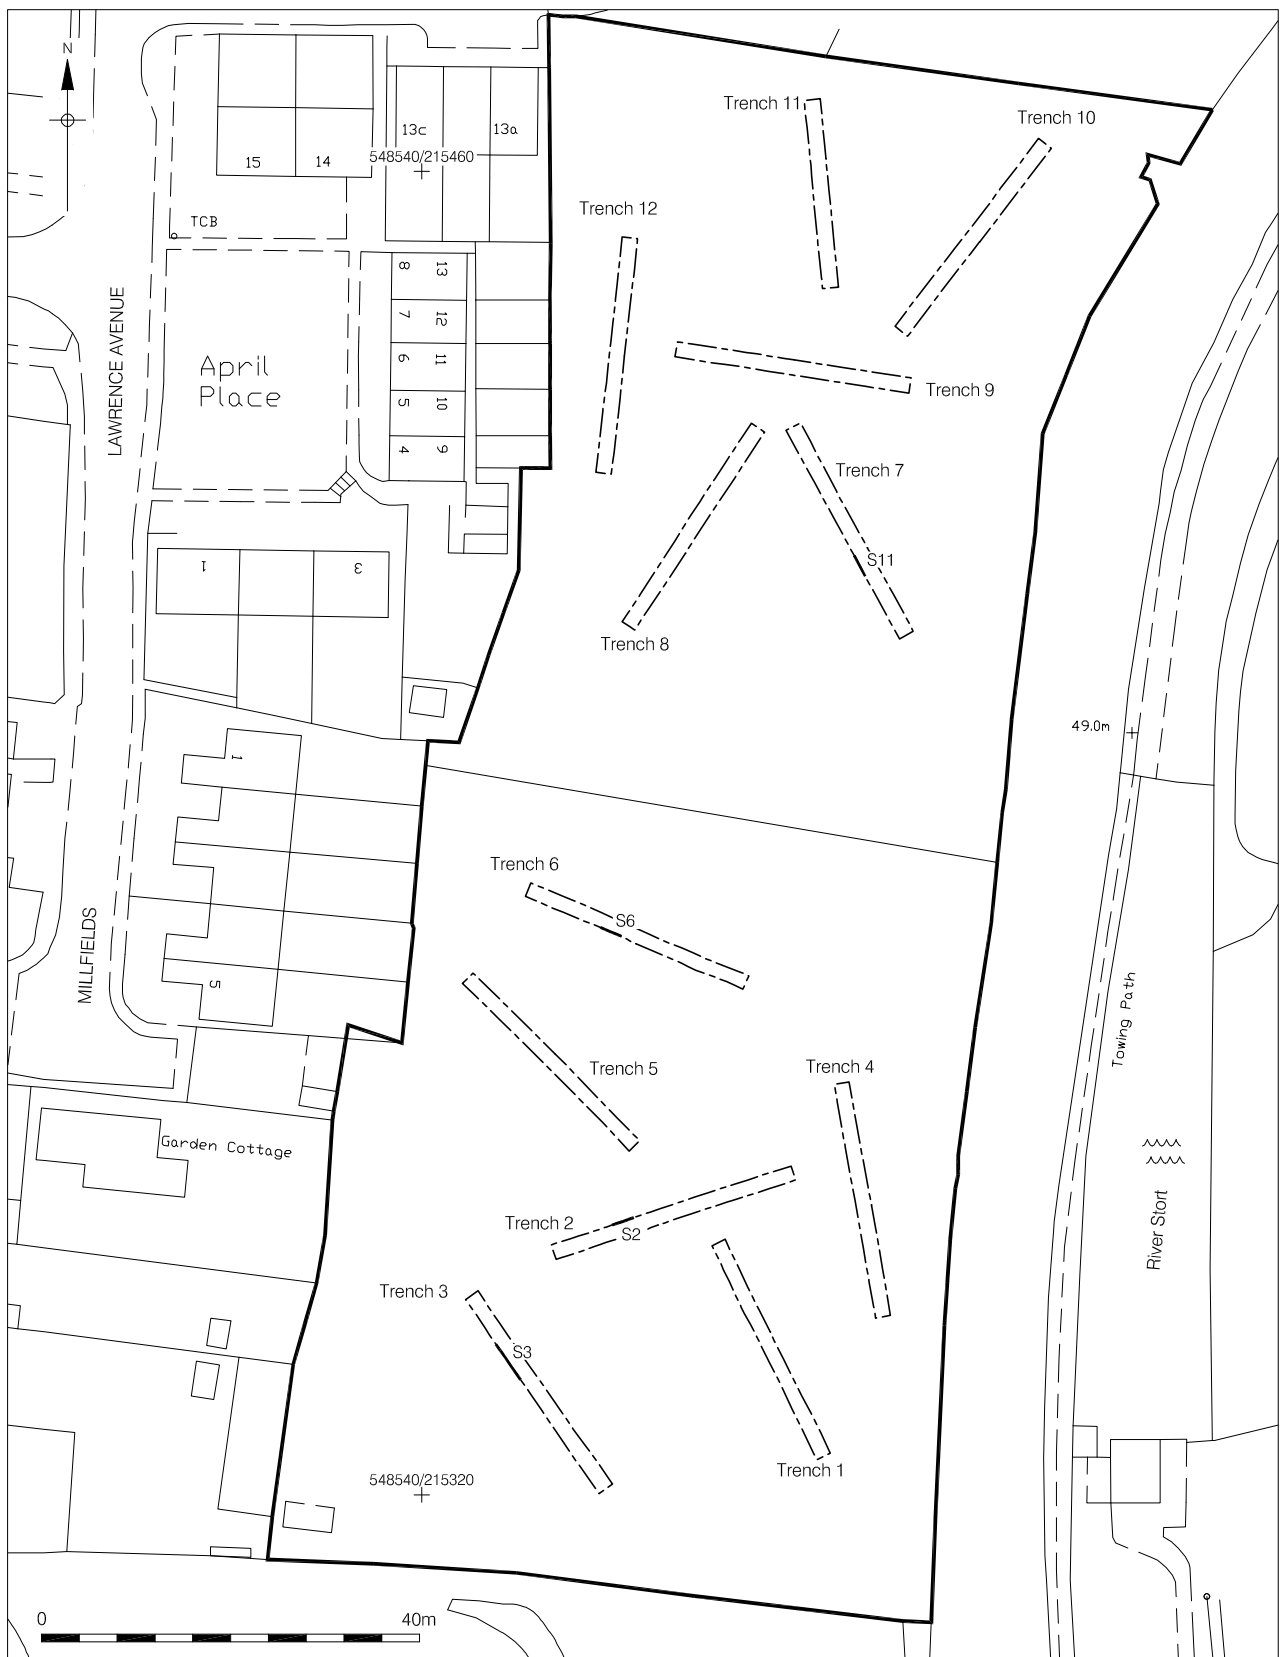 N
Trench 11
Trench 10
13c
13a
548540/215460
15
14
Trench 12
TCB
8
13
7
12
6
11
5
10
4
9
LAWRENCE AVENUE
April
Place
Trench 9
Trench 7
S11
1
3
Trench 8
49.0m
1
Trench 6
S6
MILLFIELDS
5
Towing Path
Trench 5
Trench 4
Garden Cottage
River Stort
Trench 2
S2
Trench 3
S3
Trench 1
548540/215320
0
40m